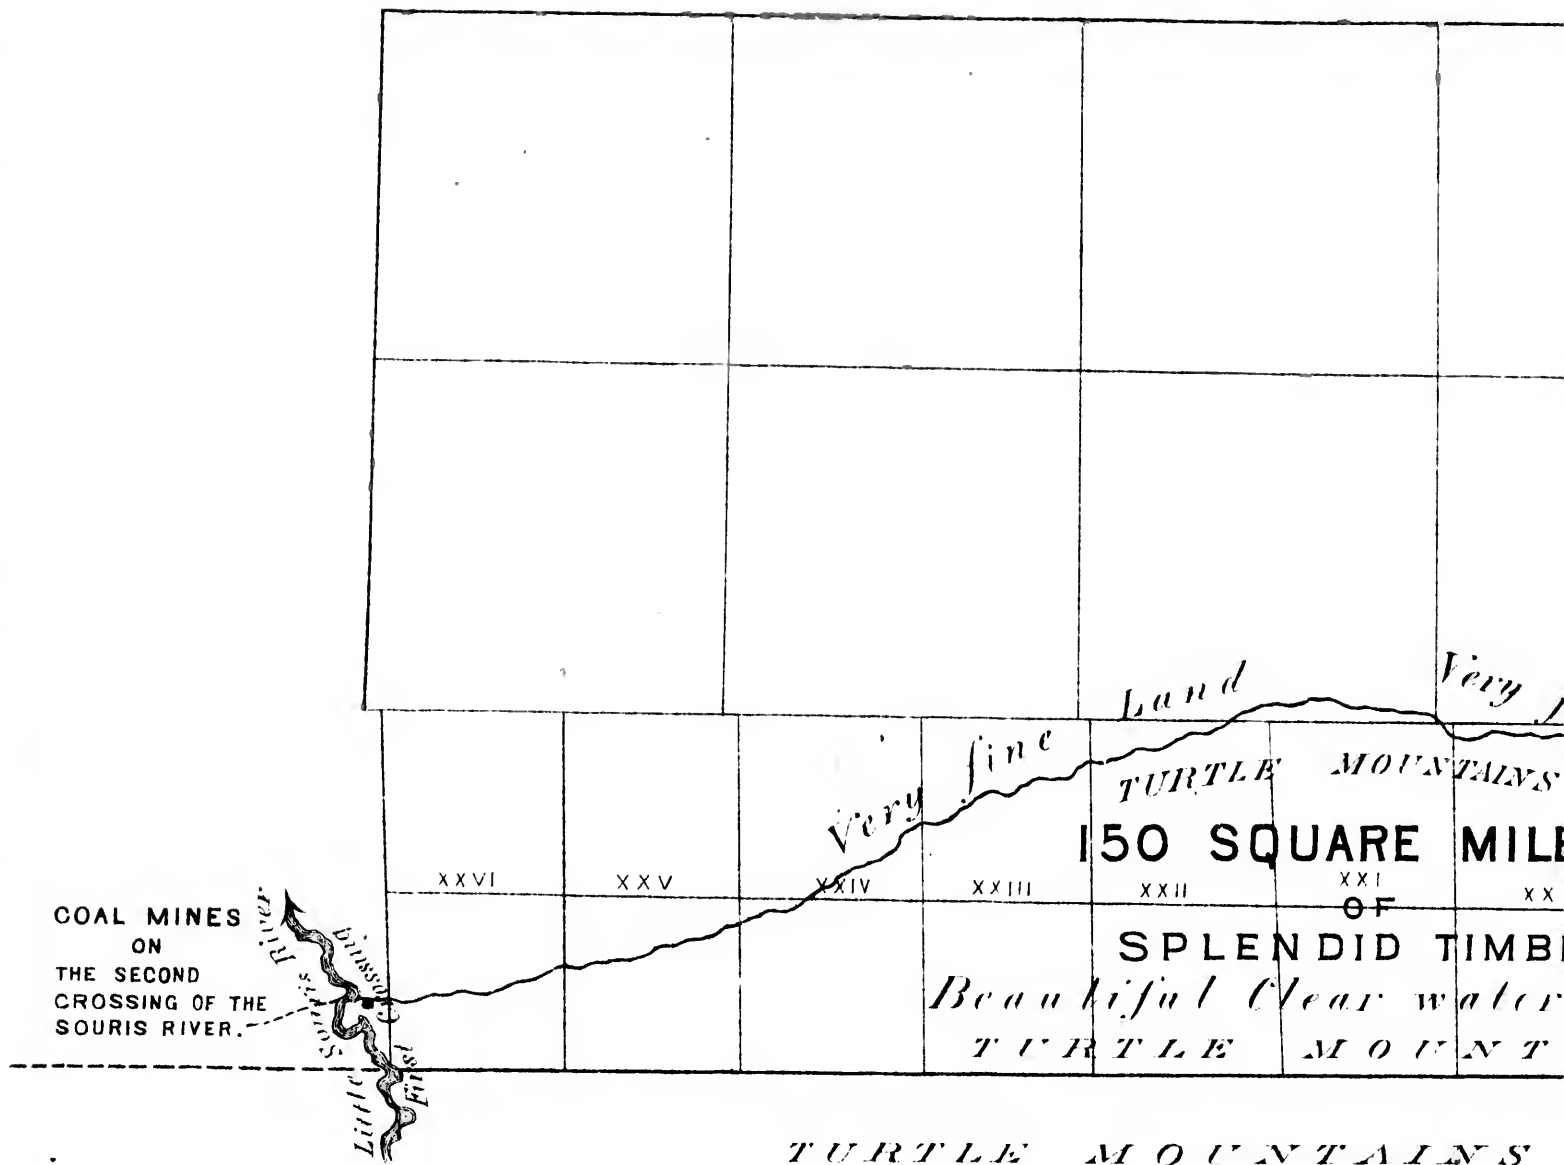 Land
Very
Very fine
TURTLE MOUNTAINS
150 SQUARE MILE
XXVI XXV XXIV XXIII XXII XXI XX
OF
SPLENDID TIMB
COAL MINES
ON
THE SECOND
CROSSING OF THE
SOURIS RIVER.
Little Souris River
First Crossing
Beautiful Clear water
TURTLE MOUNT
TURTLE MOUNTAINS